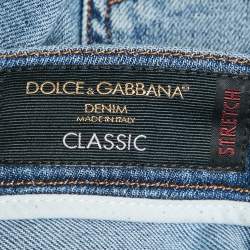 DOLCE & GABBANA®
DENIM
MADE IN ITALY
CLASSIC
STRETCH